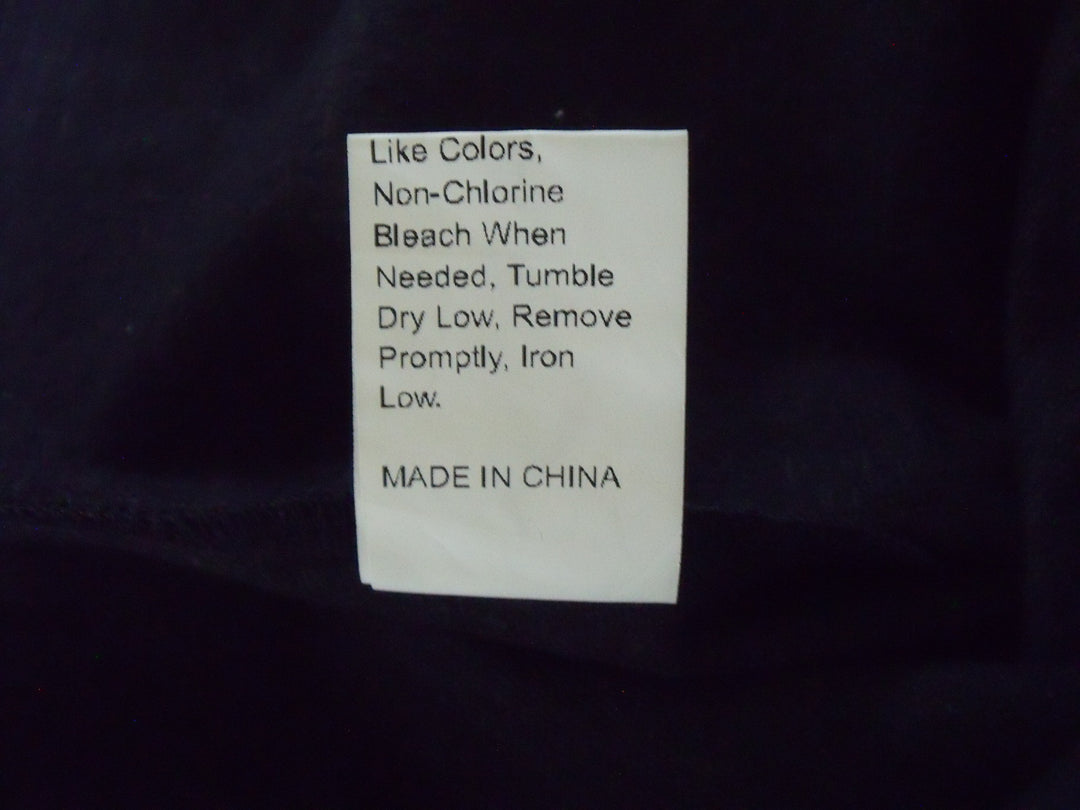 Like Colors,
Non-Chlorine
Bleach When
Needed, Tumble
Dry Low, Remove
Promptly, Iron
Low.
MADE IN CHINA